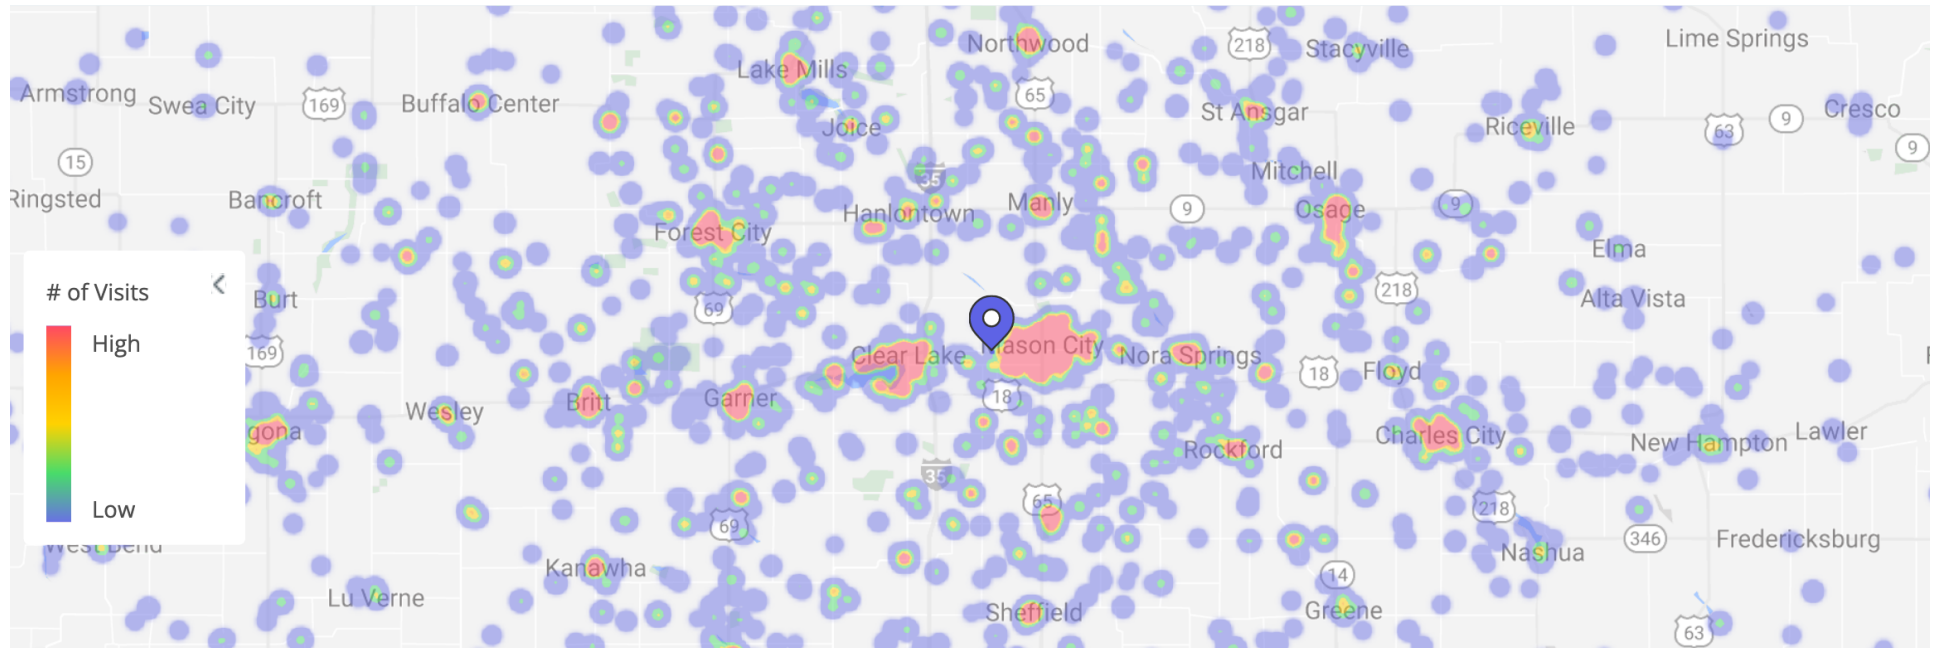 Northwood
218
Stacyville
Lime Springs
Lake Mills
Armstrong
Swea City
169
Buffalo Center
65
St Ansgar
Cresco
Joice
Riceville
63
9
9
15
35
Mitchell
Ringsted
Bancroft
Hanlontown
Manly
9
Osage
9
Forest City
Elma
# of Visits
Burt
69
218
Alta Vista
High
169
Clear Lake
Mason City
Nora Springs
18
Floyd
Wesley
Britt
Garner
18
gona
Rockford
Charles City
New Hampton
Lawler
35
65
Low
69
218
West Bend
Kanawha
Nashua
346
Fredericksburg
14
Lu Verne
Sheffield
Greene
63